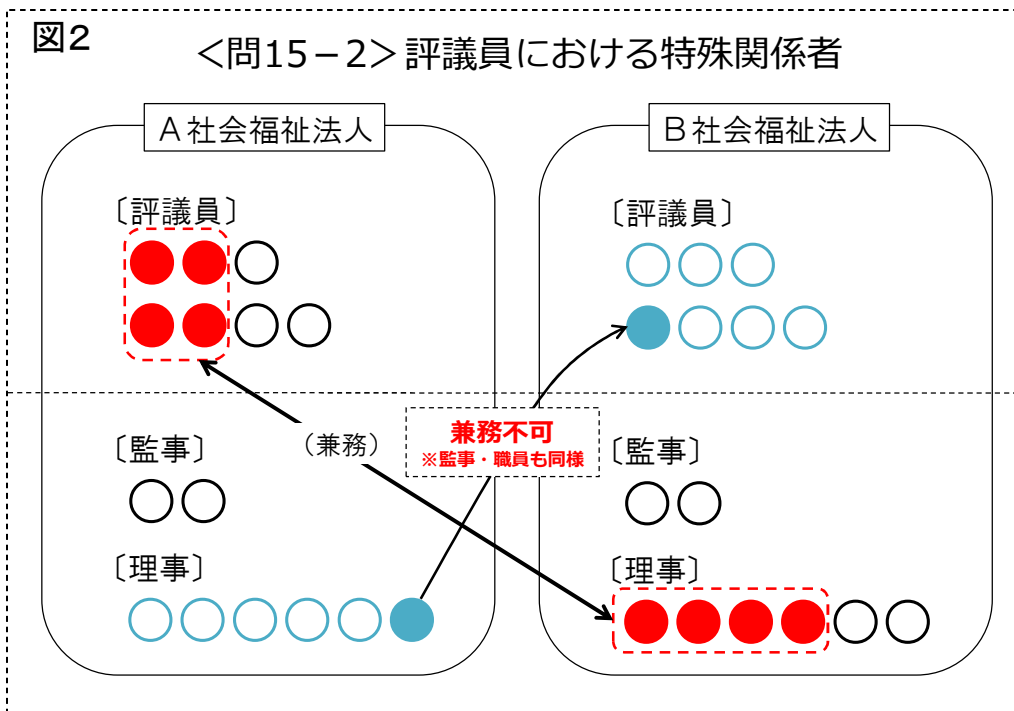 図2
<問15-2>評議員における特殊関係者
A社会福祉法人
B社会福祉法人
〔評議員〕
〔評議員〕
(兼務)
兼務不可
※監事・職員も同様
〔監事〕
〔監事〕
〔理事〕
〔理事〕